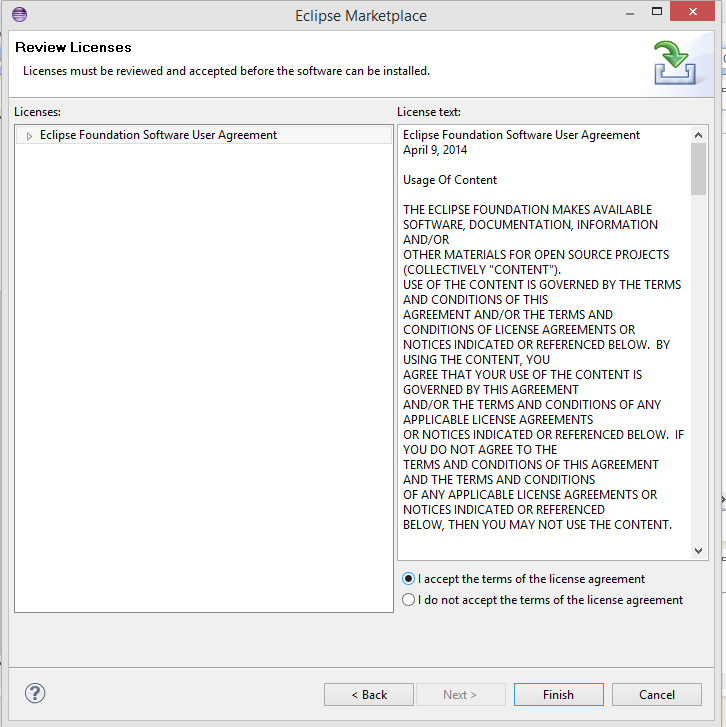 Eclipse Marketplace
Review Licenses
Licenses must be reviewed and accepted before the software can be installed.
Licenses:
Eclipse Foundation Software User Agreement
License text:
Eclipse Foundation Software User Agreement
April 9, 2014
Usage Of Content
THE ECLIPSE FOUNDATION MAKES AVAILABLE
SOFTWARE, DOCUMENTATION, INFORMATION
AND/OR
OTHER MATERIALS FOR OPEN SOURCE PROJECTS
(COLLECTIVELY "CONTENT").
USE OF THE CONTENT IS GOVERNED BY THE TERMS
AND CONDITIONS OF THIS
AGREEMENT AND/OR THE TERMS AND
CONDITIONS OF LICENSE AGREEMENTS OR
NOTICES INDICATED OR REFERENCED BELOW.  BY
USING THE CONTENT, YOU
AGREE THAT YOUR USE OF THE CONTENT IS
GOVERNED BY THIS AGREEMENT
AND/OR THE TERMS AND CONDITIONS OF ANY
APPLICABLE LICENSE AGREEMENTS
OR NOTICES INDICATED OR REFERENCED BELOW.  IF
YOU DO NOT AGREE TO THE
TERMS AND CONDITIONS OF THIS AGREEMENT
AND THE TERMS AND CONDITIONS
OF ANY APPLICABLE LICENSE AGREEMENTS OR
NOTICES INDICATED OR REFERENCED
BELOW, THEN YOU MAY NOT USE THE CONTENT.
I accept the terms of the license agreement
I do not accept the terms of the license agreement
?
< Back
Next >
Finish
Cancel